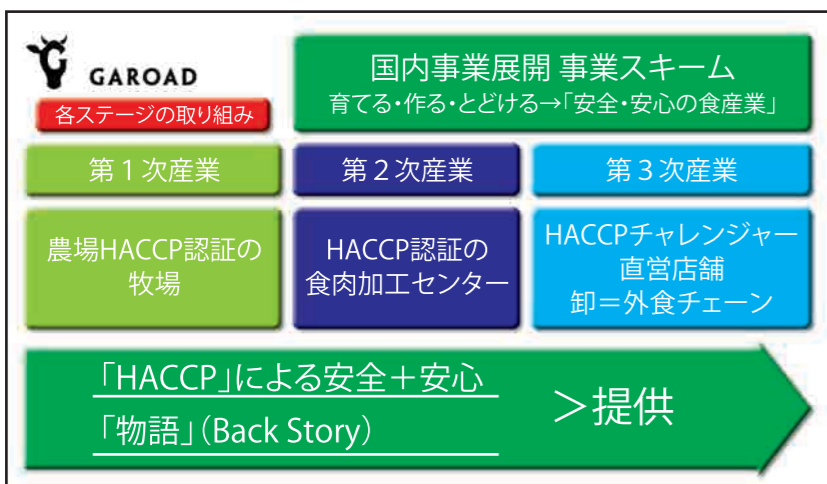 GAROAD
各ステージの取り組み
国内事業展開 事業スキーム
育てる・作る・とどける→「安全・安心の食産業」
第1次産業
第2次産業
第3次産業
農場HACCP認証の
牧場
HACCP認証の
食肉加工センター
HACCPチャレンジャー
直営店舗
卸＝外食チェーン
「HACCP」による安全＋安心
「物語」（Back Story）
＞提供